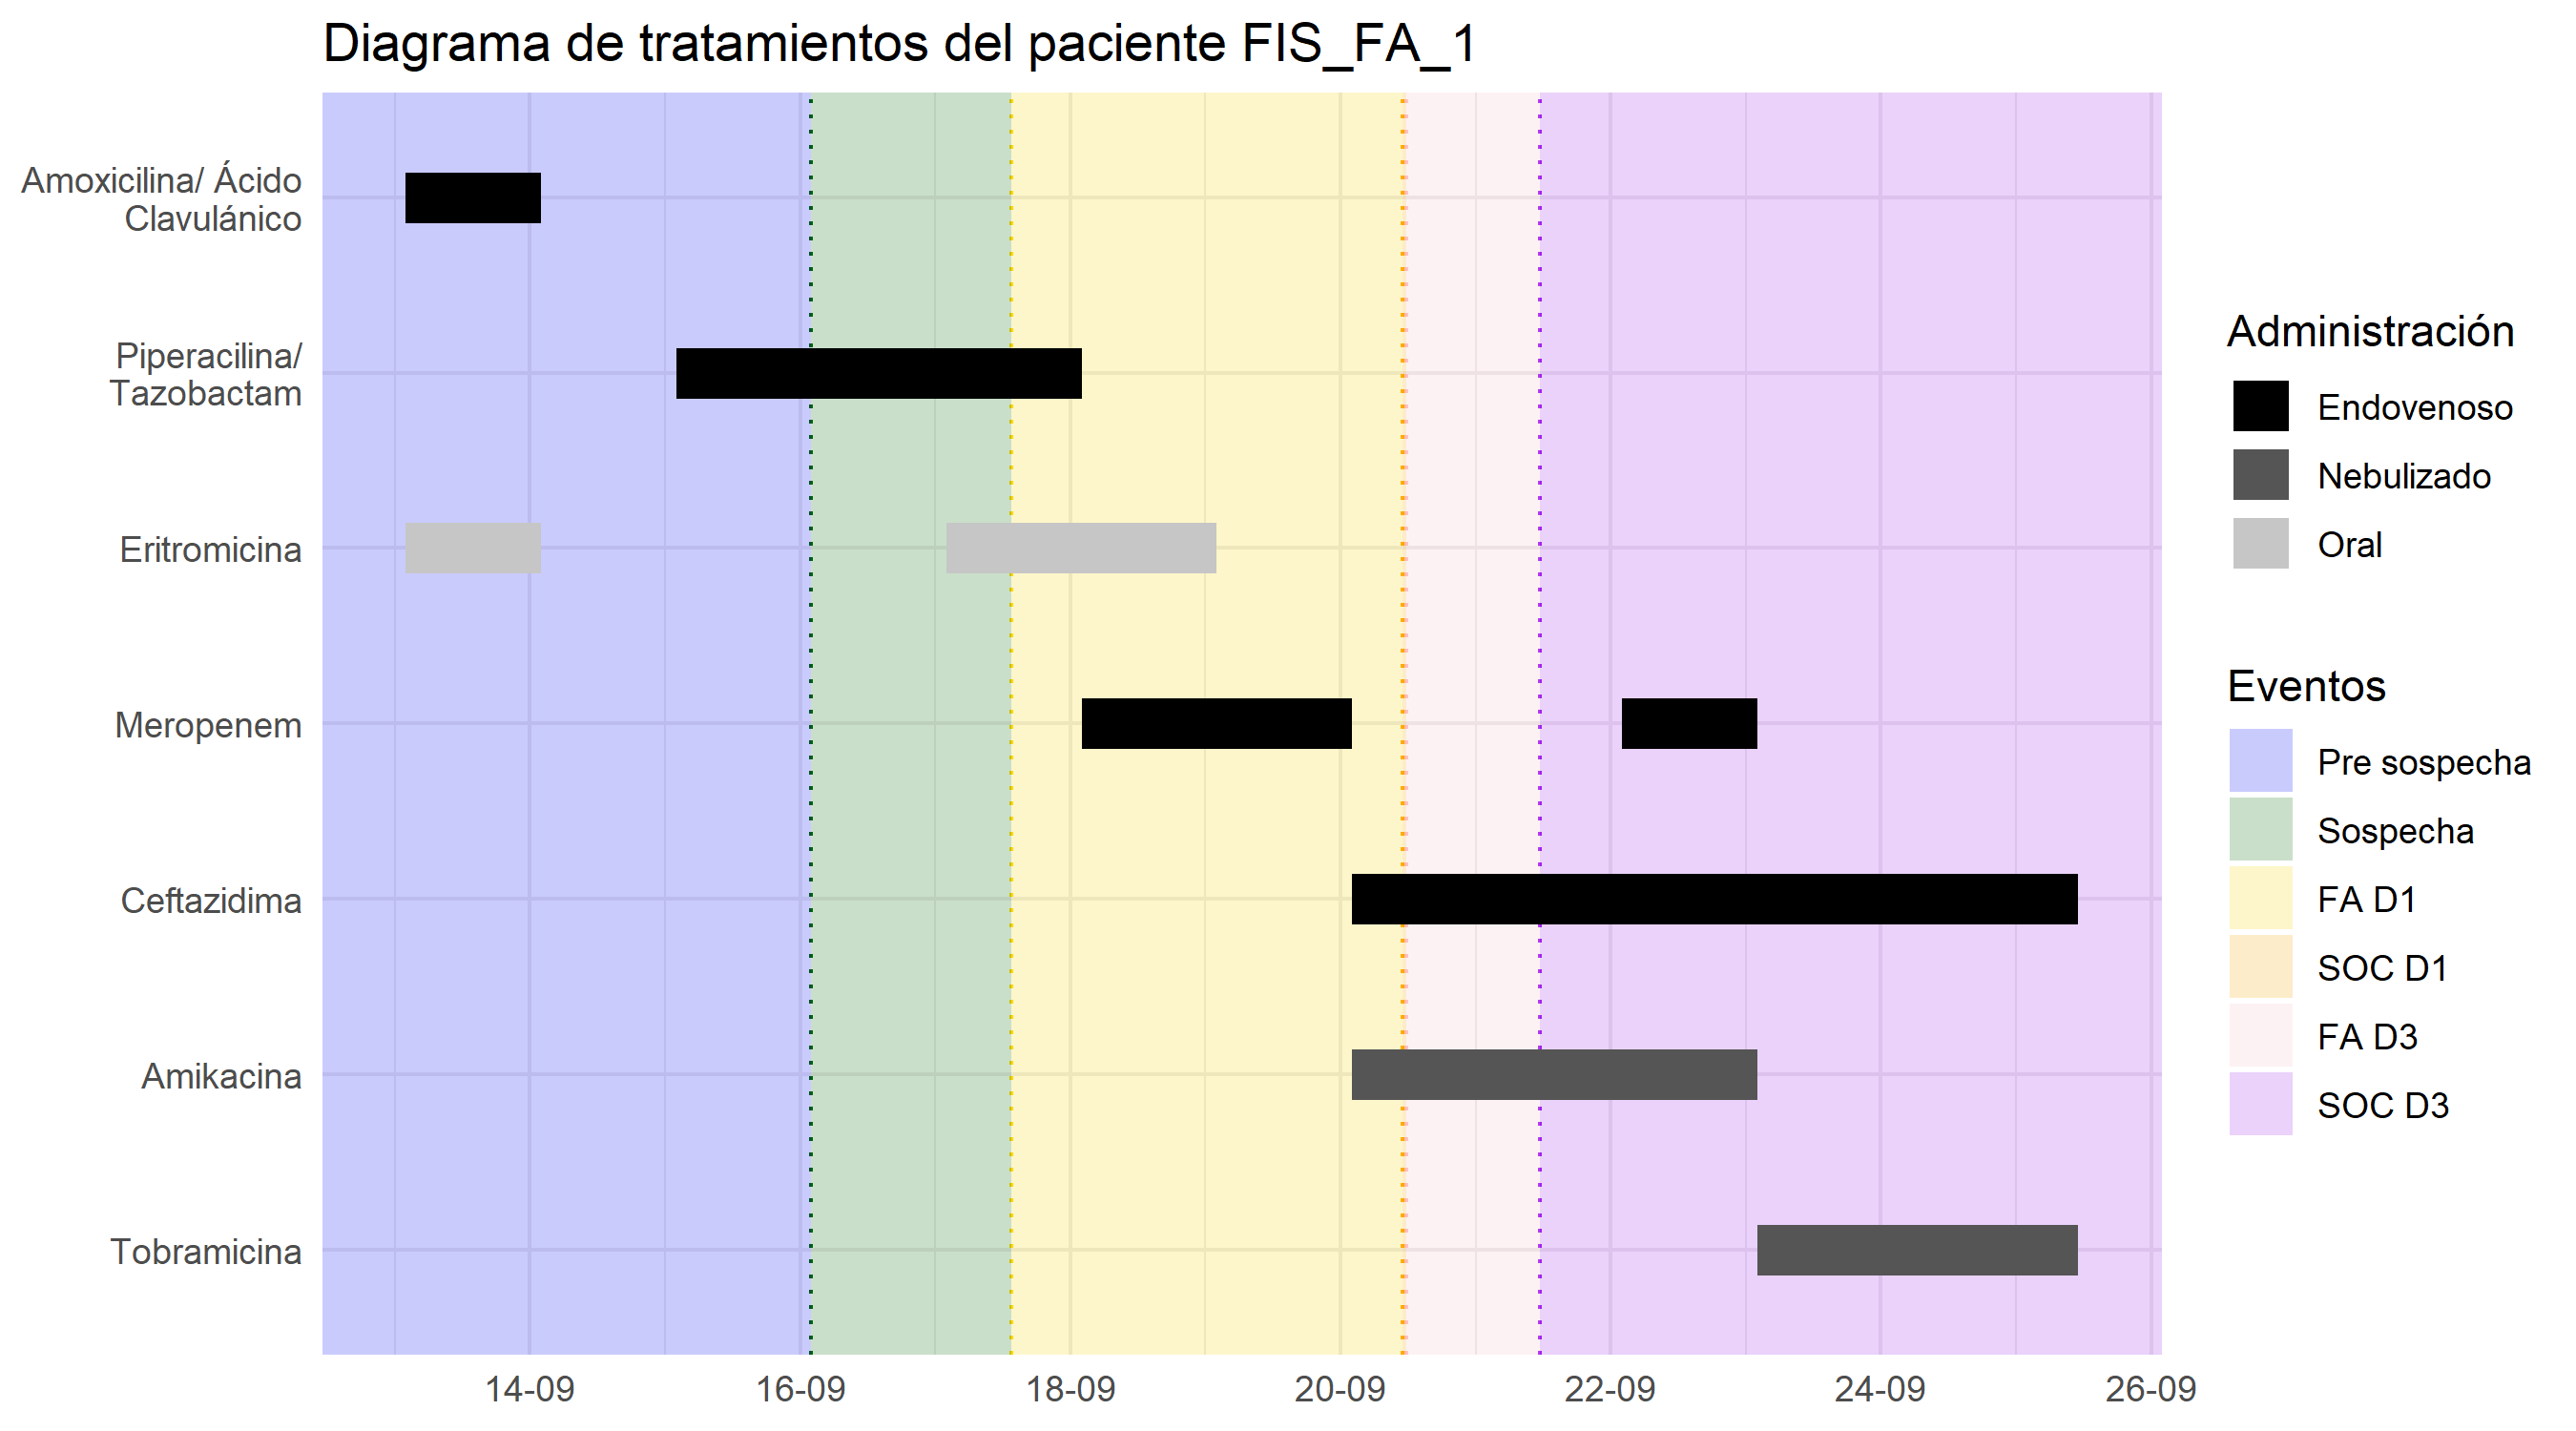 Diagrama de tratamientos del paciente FIS_FA_1
Amoxicilina/ Ácido
Clavulánico
Piperacilina/
Tazobactam
Eritromicina
Meropenem
Ceftazidima
Amikacina
Tobramicina
14-09
16-09
18-09
20-09
22-09
24-09
26-09
Administración
Endovenoso
Nebulizado
Oral
Eventos
Pre sospecha
Sospecha
FA D1
SOC D1
FA D3
SOC D3